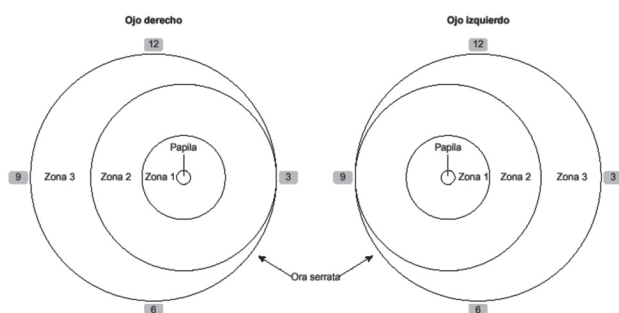 Ojo derecho
12
Papila
Zona 3
Zona 2
Zona 1
9
3
6
Ojo izquierdo
12
Papila
Zona 1
Zona 2
Zona 3
9
3
6
Ora serrata